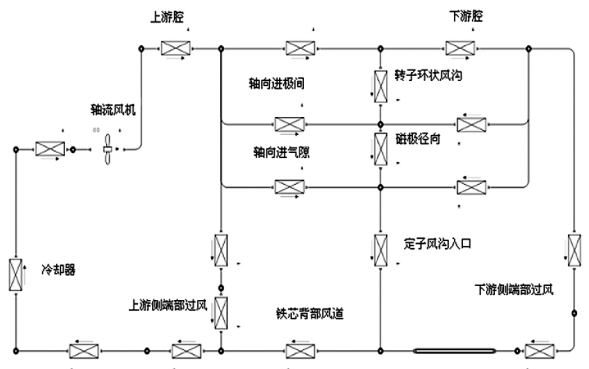 上游腔
下游腔
转子环状风沟
轴向进极间
轴流风机
磁极径向
轴向进气隙
定子风沟入口
冷却器
下游侧端部过风
上游侧端部过风
铁芯背部风道